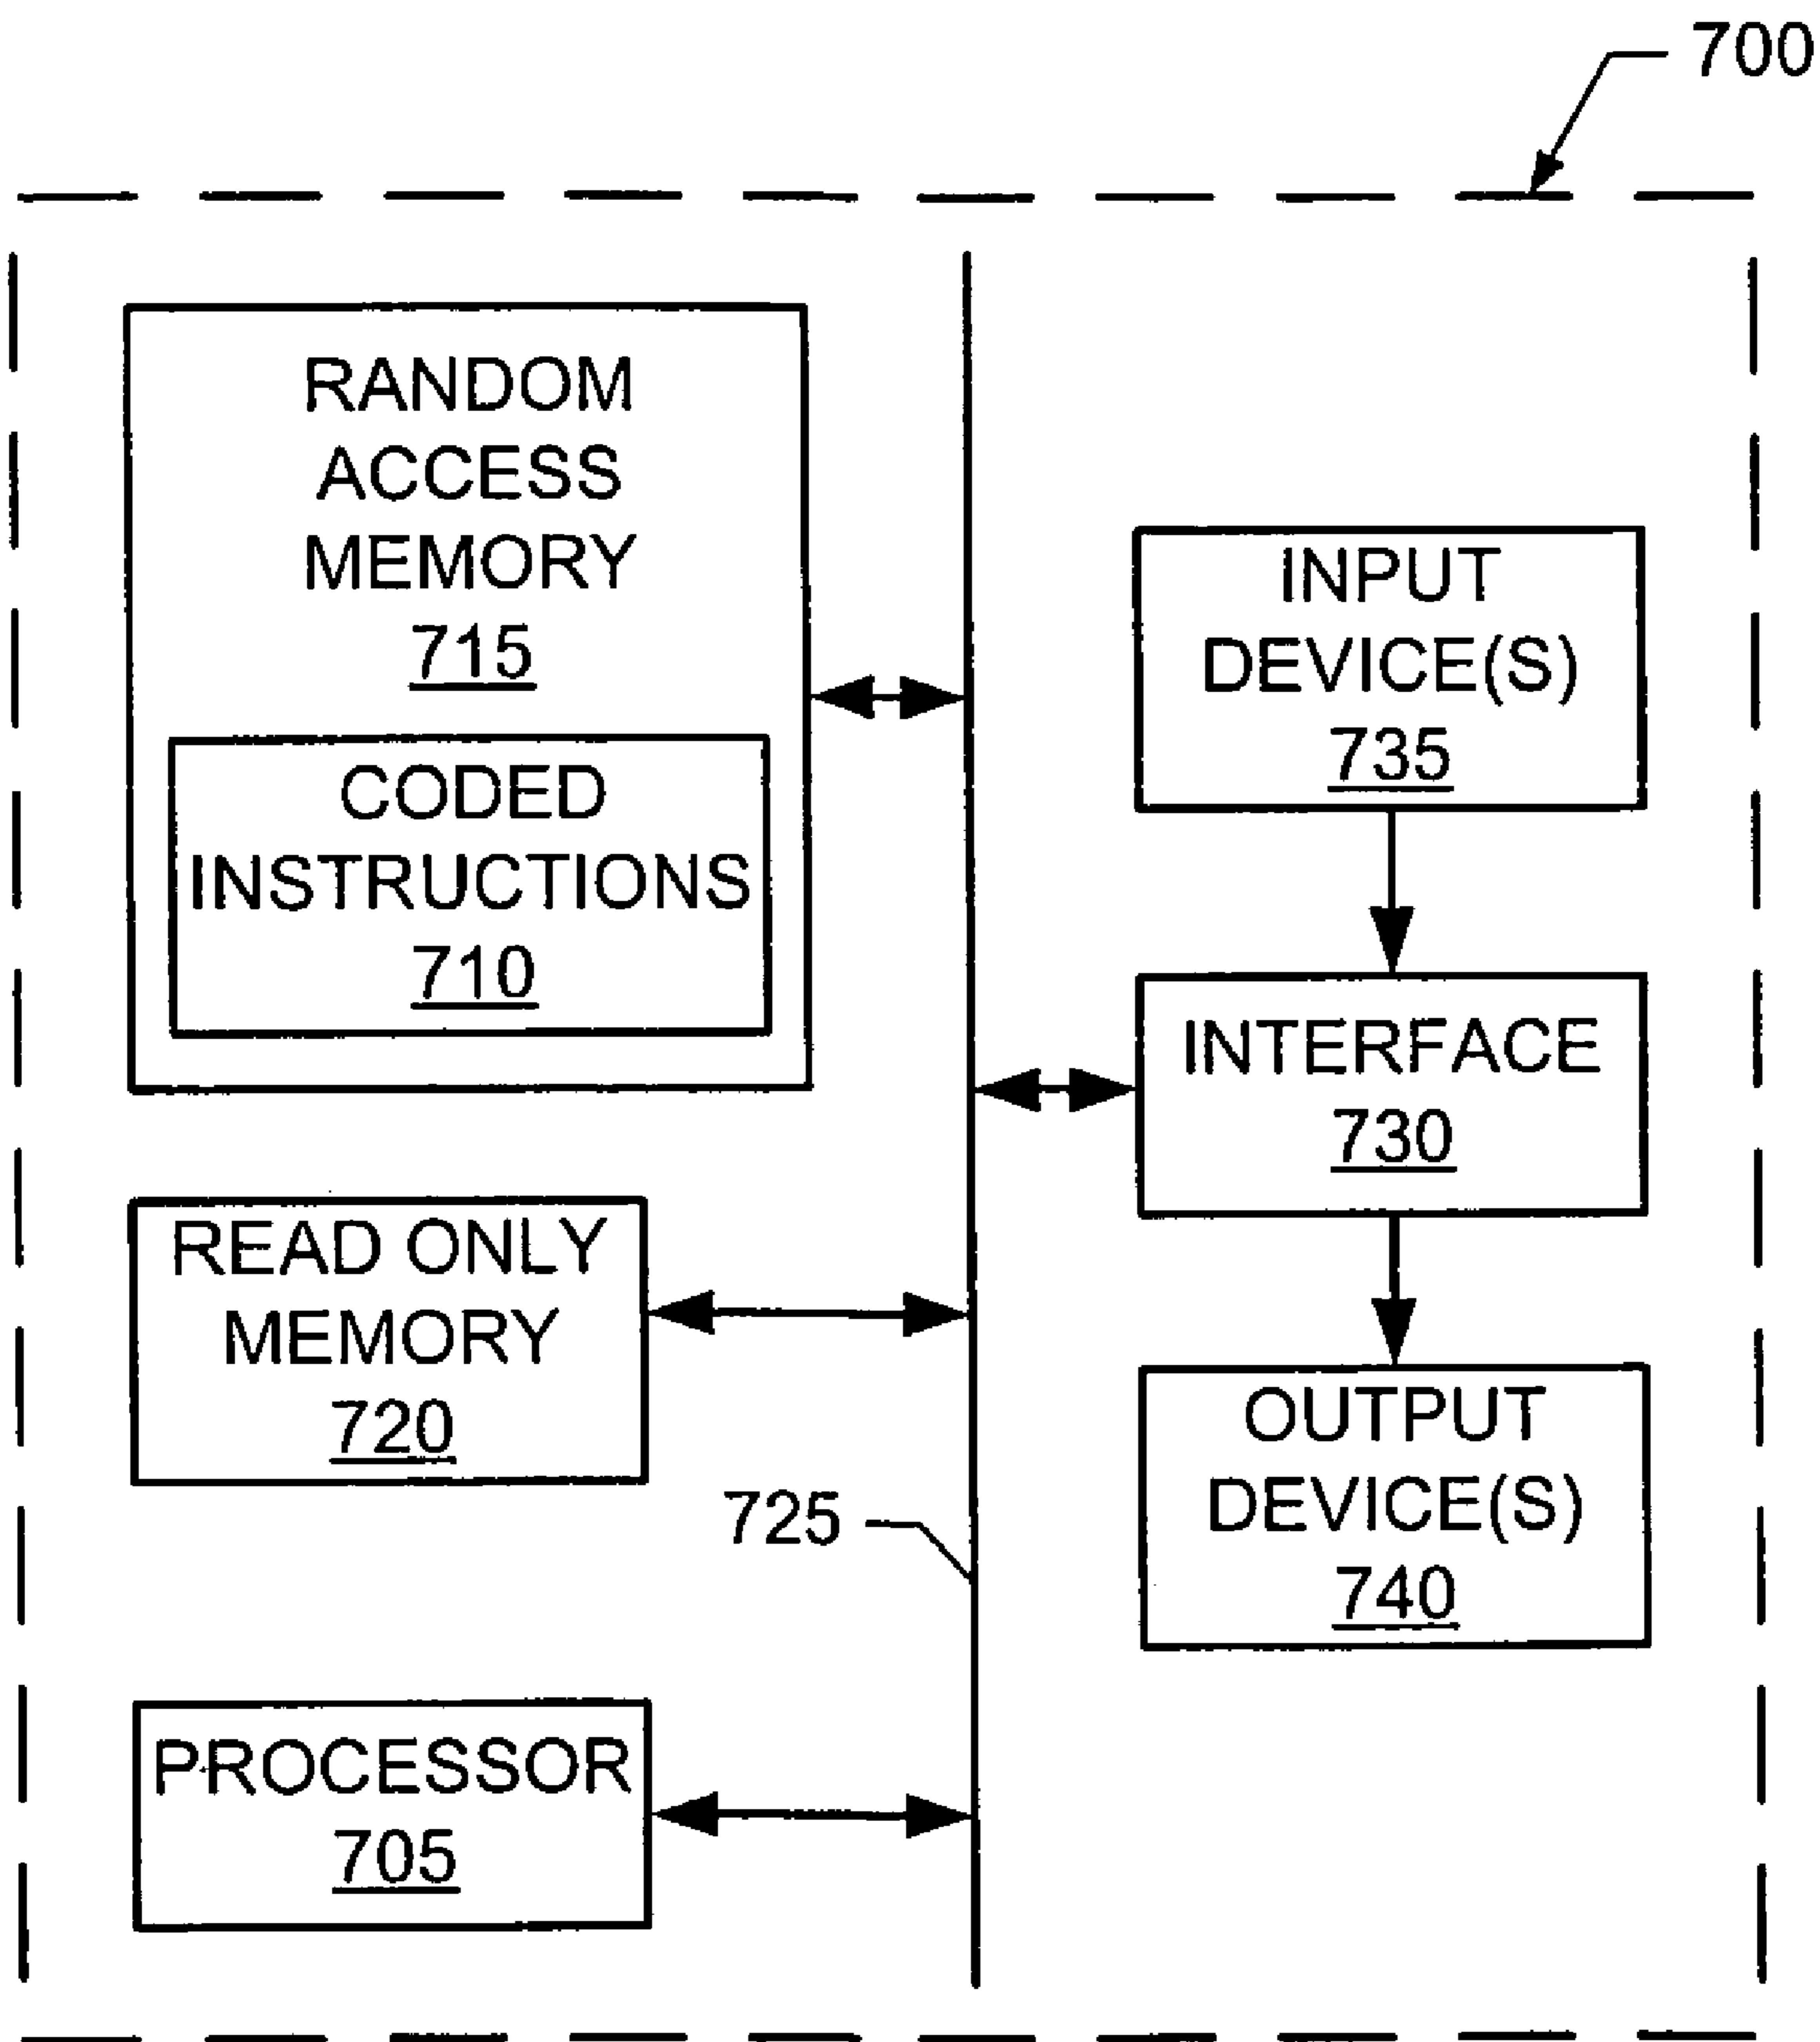 700
RANDOM
ACCESS
MEMORY
715
CODED
INSTRUCTIONS
710
INPUT
DEVICE(S)
735
INTERFACE
730
READ ONLY
MEMORY
720
OUTPUT
DEVICE(S)
740
725
PROCESSOR
705